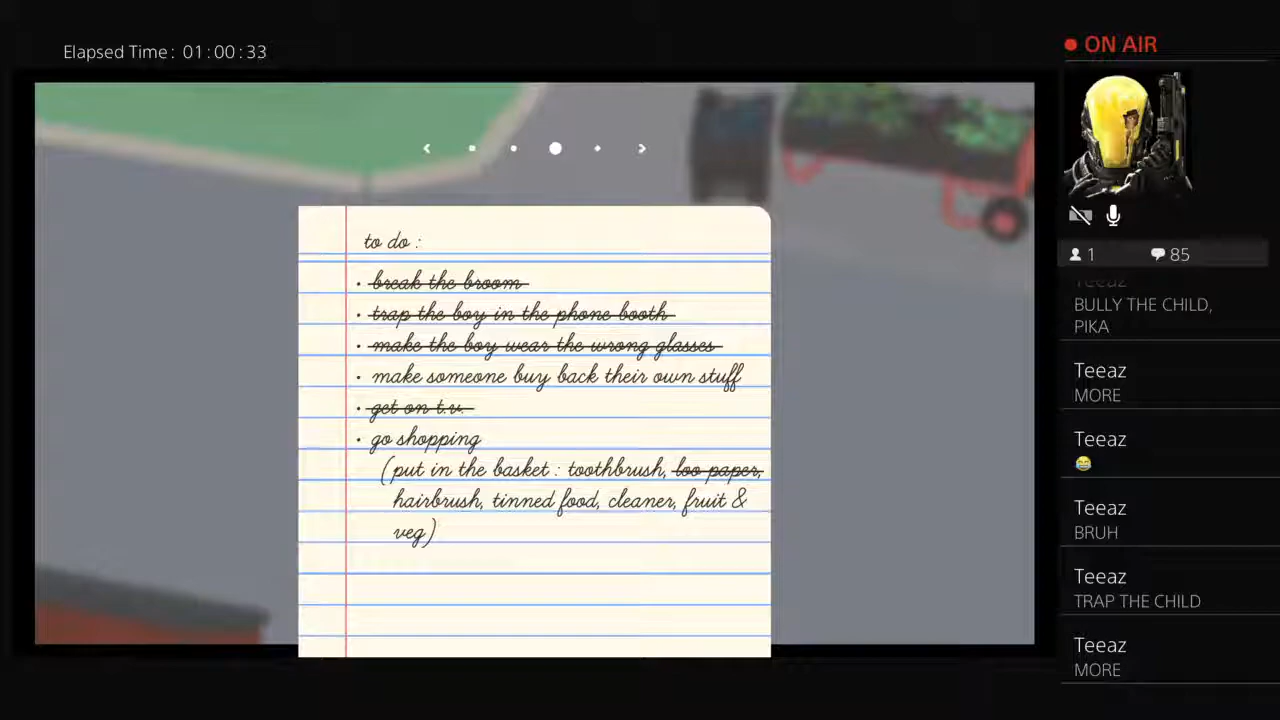 Elapsed Time: 01:00:33
ON AIR
1
85
to do :
• break the broom
• trap the boy in the phone booth
• make the boy wear the wrong glasses
• make someone buy back their own stuff
• get on t.v.
• go shopping
(put in the basket : toothbrush, loo paper,
hairbrush, tinned food, cleaner, fruit &
veg)
Teeaz
BULLY THE CHILD,
PIKA
Teeaz
MORE
Teeaz
Teeaz
BRUH
Teeaz
TRAP THE CHILD
Teeaz
MORE